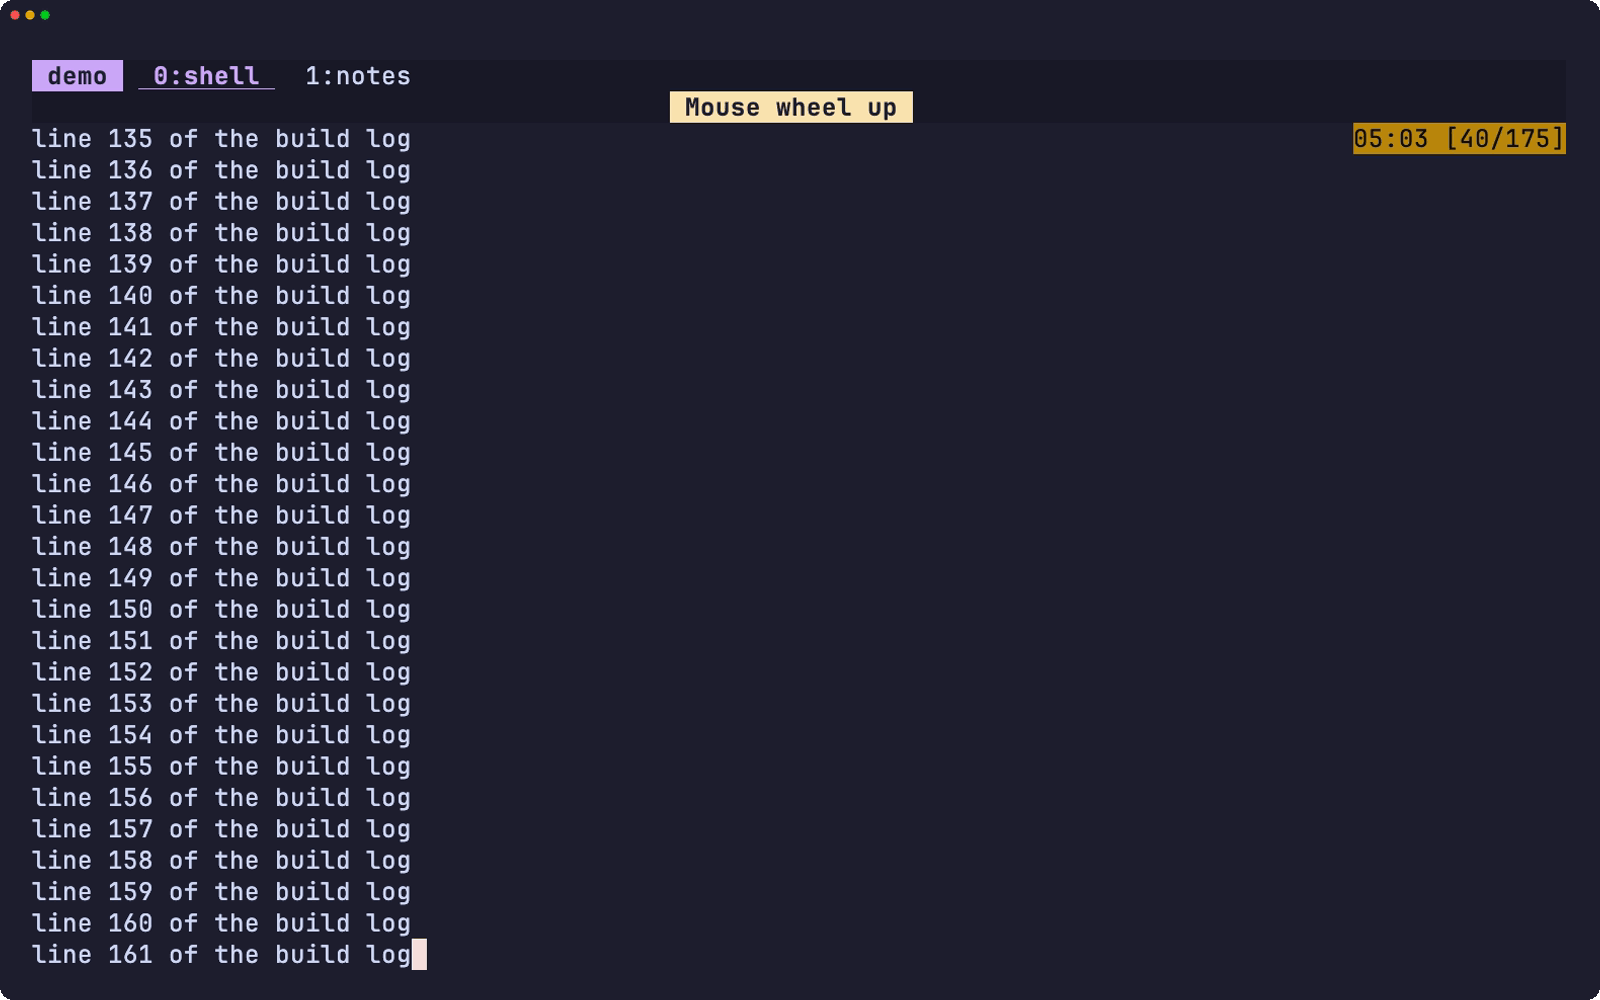 demo 0:shell 1:notes
Mouse wheel up
line 135 of the build log 05:03 [40/175]
line 136 of the build log
line 137 of the build log
line 138 of the build log
line 139 of the build log
line 140 of the build log
line 141 of the build log
line 142 of the build log
line 143 of the build log
line 144 of the build log
line 145 of the build log
line 146 of the build log
line 147 of the build log
line 148 of the build log
line 149 of the build log
line 150 of the build log
line 151 of the build log
line 152 of the build log
line 153 of the build log
line 154 of the build log
line 155 of the build log
line 156 of the build log
line 157 of the build log
line 158 of the build log
line 159 of the build log
line 160 of the build log
line 161 of the build log